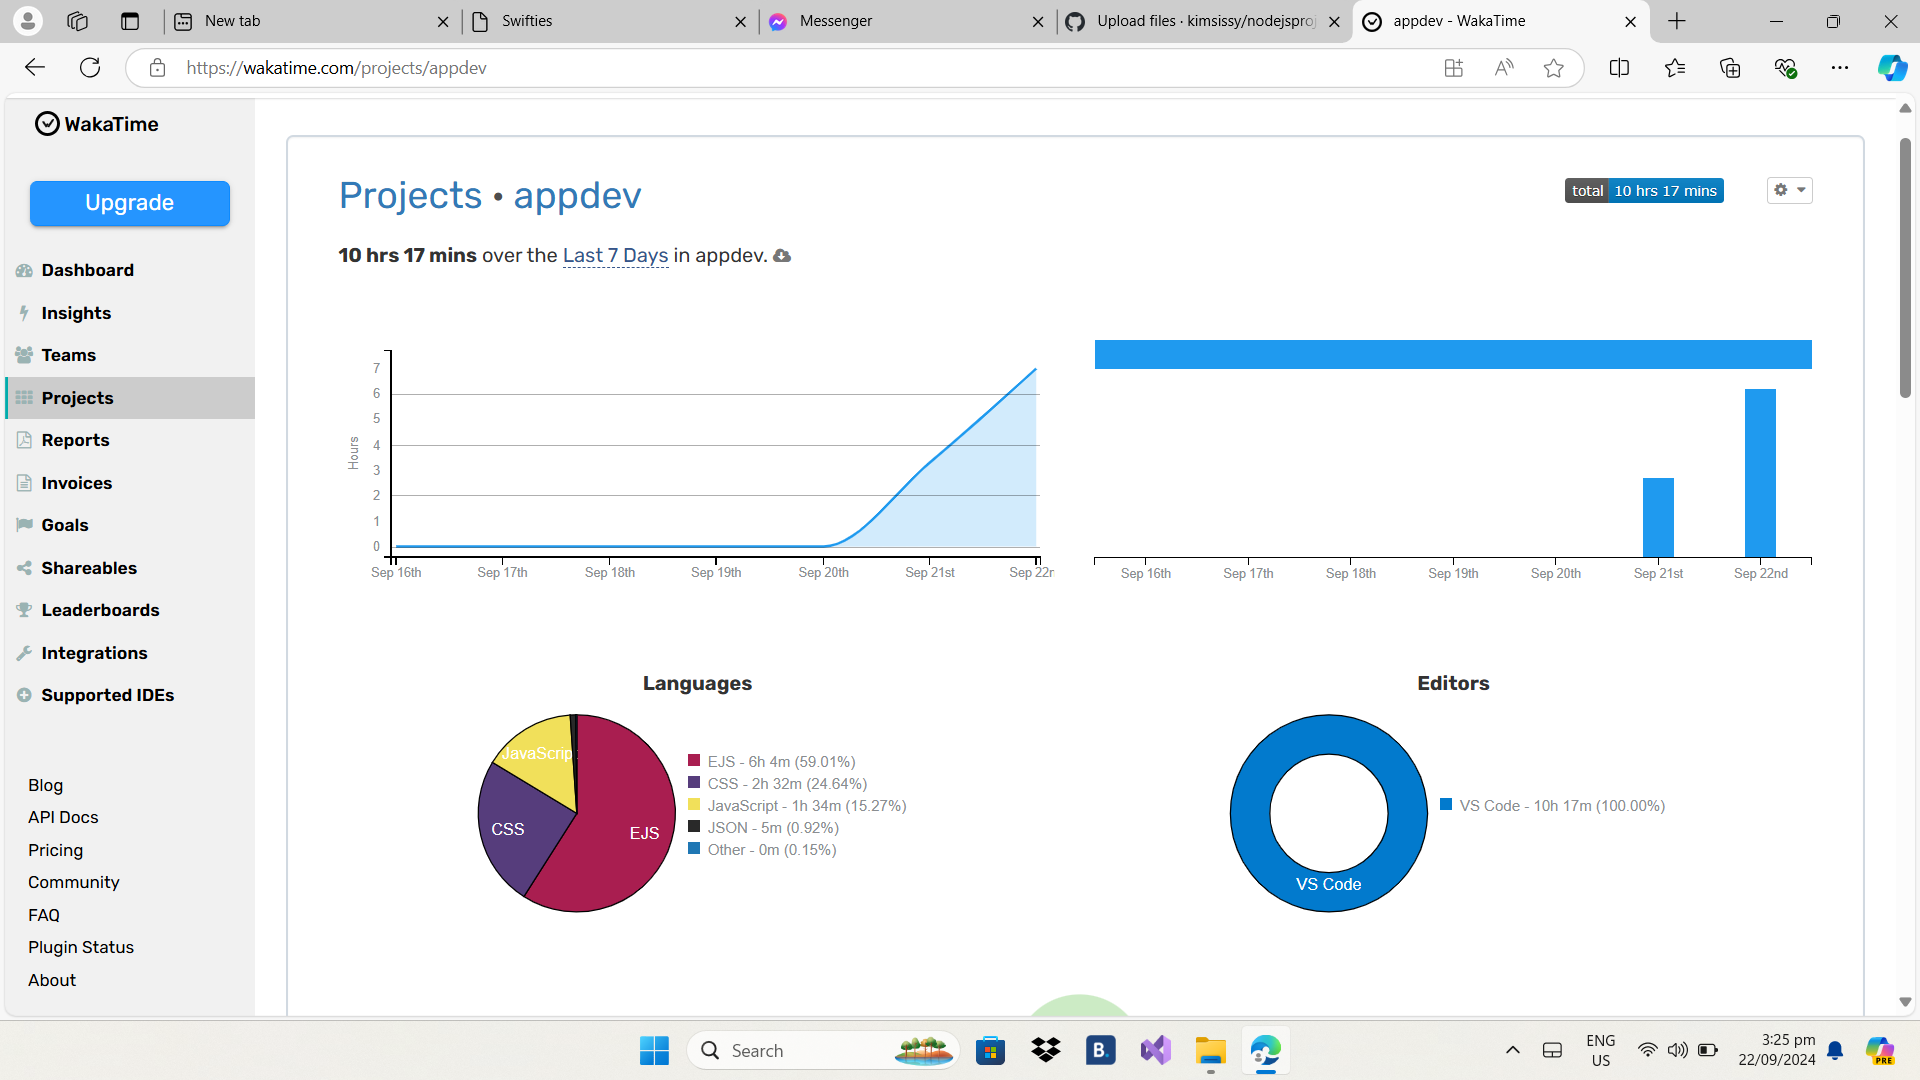 New tab
Swifties
Messenger
Upload files · kimsissy/nodejsproj
appdev - WakaTime
https://wakatime.com/projects/appdev
WakaTime
Upgrade
Dashboard
Insights
Teams
Projects
Reports
Invoices
Goals
Shareables
Leaderboards
Integrations
Supported IDEs
Blog
API Docs
Pricing
Community
FAQ
Plugin Status
About
Projects • appdev
total 10 hrs 17 mins
10 hrs 17 mins over the Last 7 Days in appdev.
Hours
7
6
5
4
3
2
1
0
Sep 16th Sep 17th Sep 18th Sep 19th Sep 20th Sep 21st Sep 22n
Sep 16th Sep 17th Sep 18th Sep 19th Sep 20th Sep 21st Sep 22nd
Languages
JavaScrip
CSS
EJS
EJS - 6h 4m (59.01%)
CSS - 2h 32m (24.64%)
JavaScript - 1h 34m (15.27%)
JSON - 5m (0.92%)
Other - 0m (0.15%)
Editors
VS Code
VS Code - 10h 17m (100.00%)
Search
B.
ENG
US
3:25 pm
22/09/2024
PRE